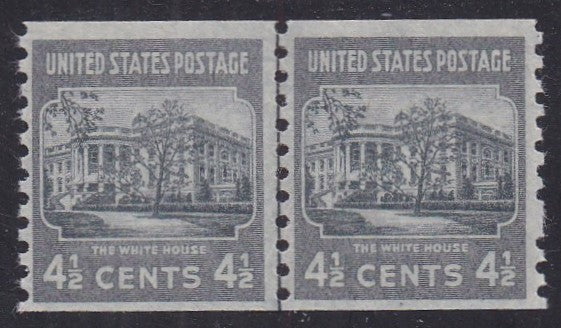 UNITED STATES POSTAGE
THE WHITE HOUSE
4½ CENTS 4½
UNITED STATES POSTAGE
THE WHITE HOUSE
4½ CENTS 4½